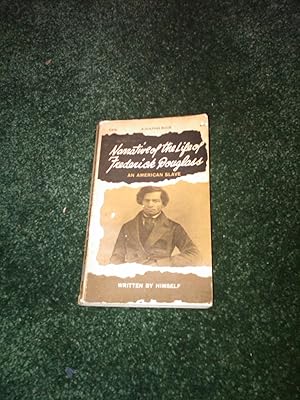 Narrative of the Life of
Frederick Douglass
AN AMERICAN SLAVE
WRITTEN BY HIMSELF